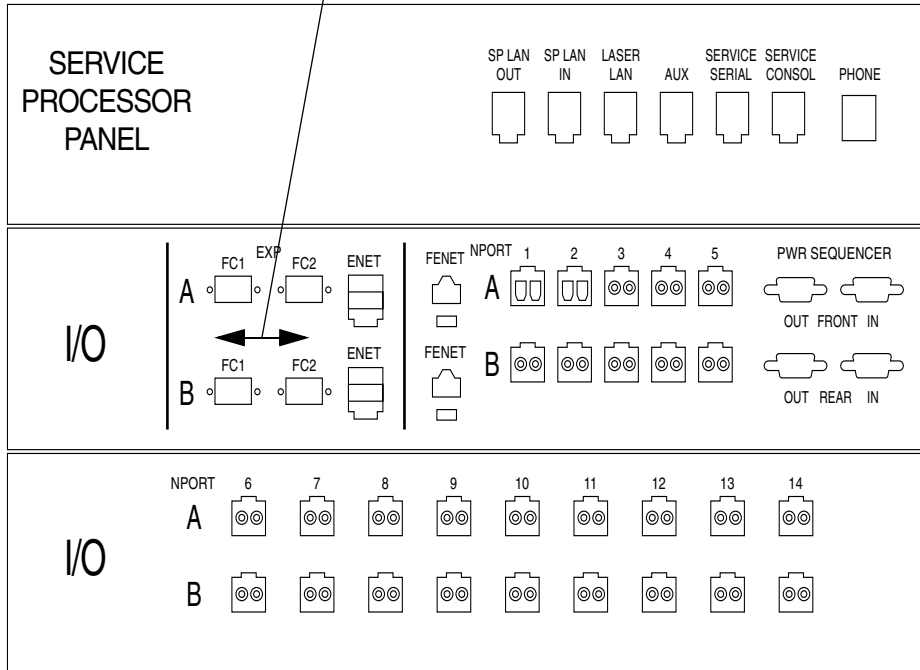 SERVICE
PROCESSOR
PANEL
SP LAN
OUT
SP LAN
IN
LASER
LAN
AUX
SERVICE
SERIAL
SERVICE
CONSOL
PHONE
I/O
EXP
A
FC1
FC2
ENET
B
FC1
FC2
ENET
FENET
FENET
NPORT 1 2 3 4 5
A
B
PWR SEQUENCER
OUT FRONT IN
OUT REAR IN
I/O
NPORT 6 7 8 9 10 11 12 13 14
A
B